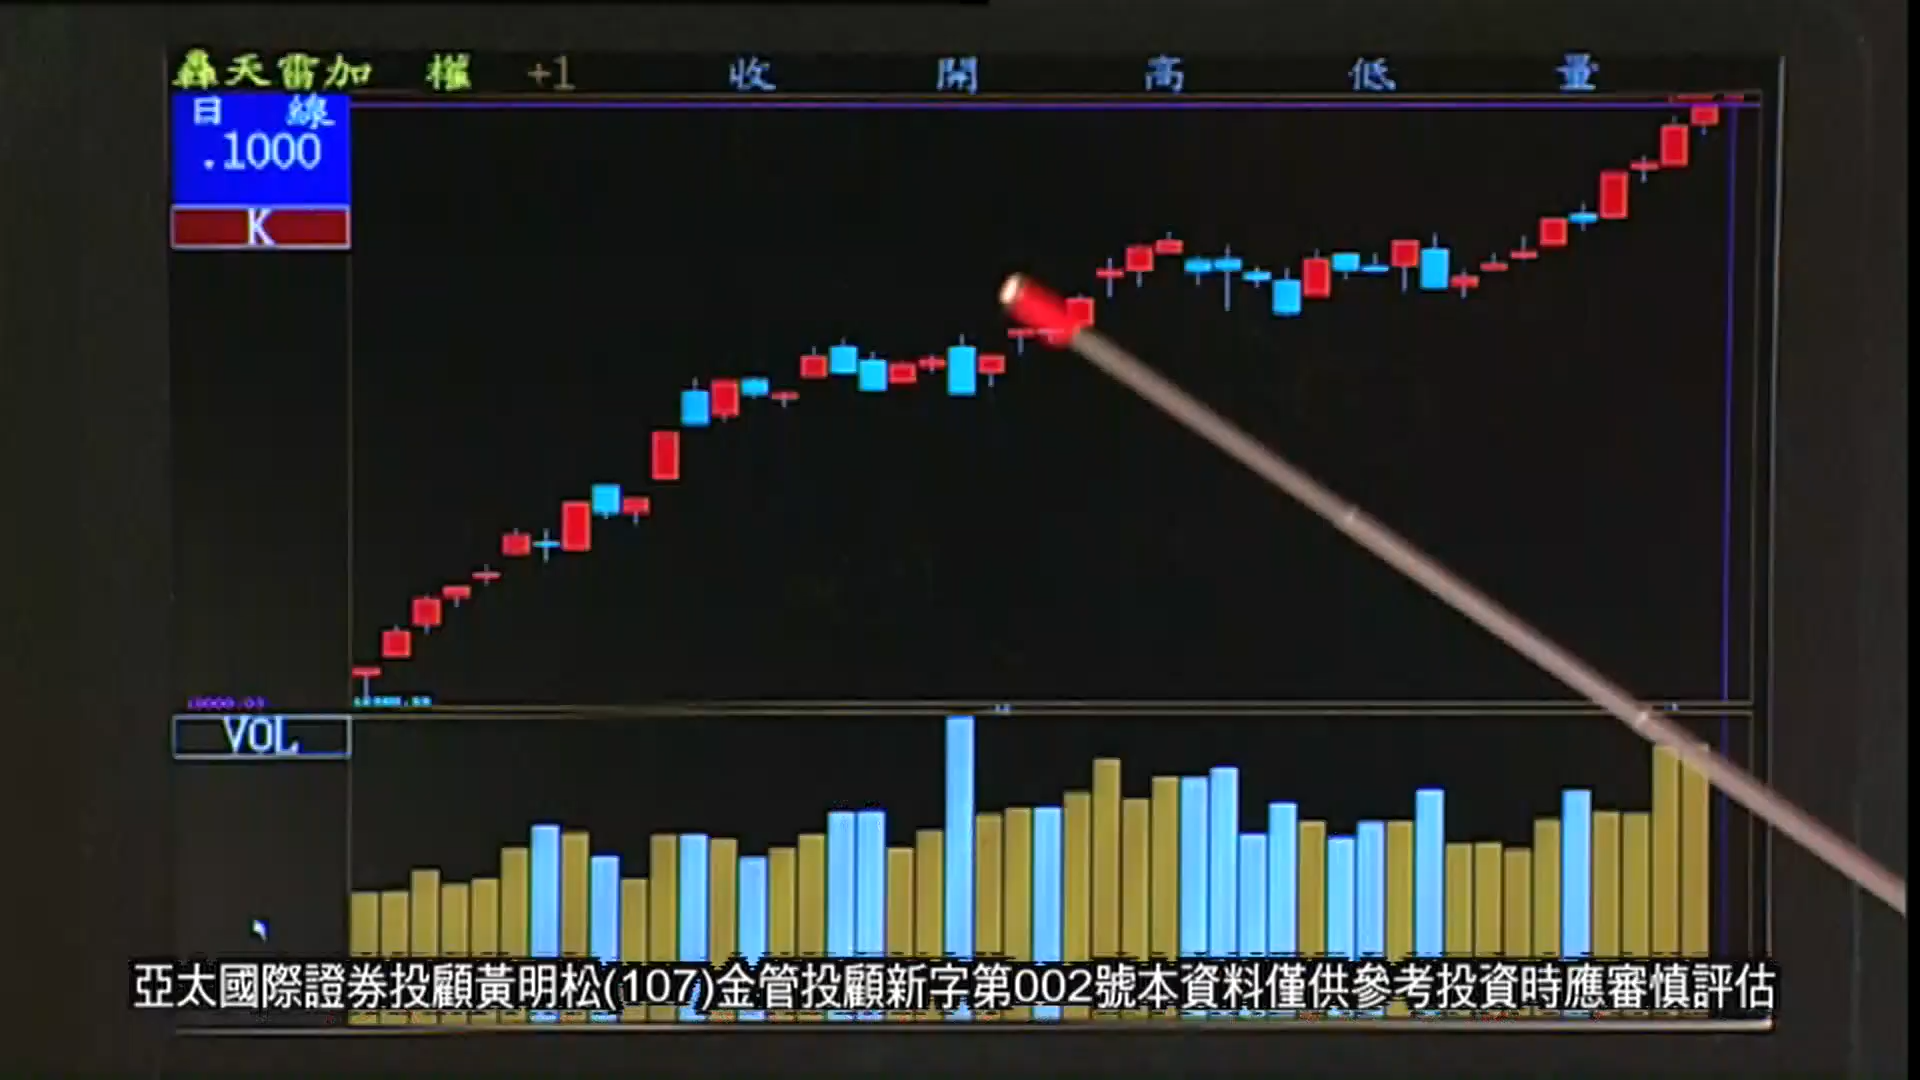 轟天雷加 權 +1 收 開 高 低 量
日 線
.1000
K
VOL
亞太國際證券投顧黃明松(107)金管投顧新字第002號本資料僅供參考投資時應審慎評估